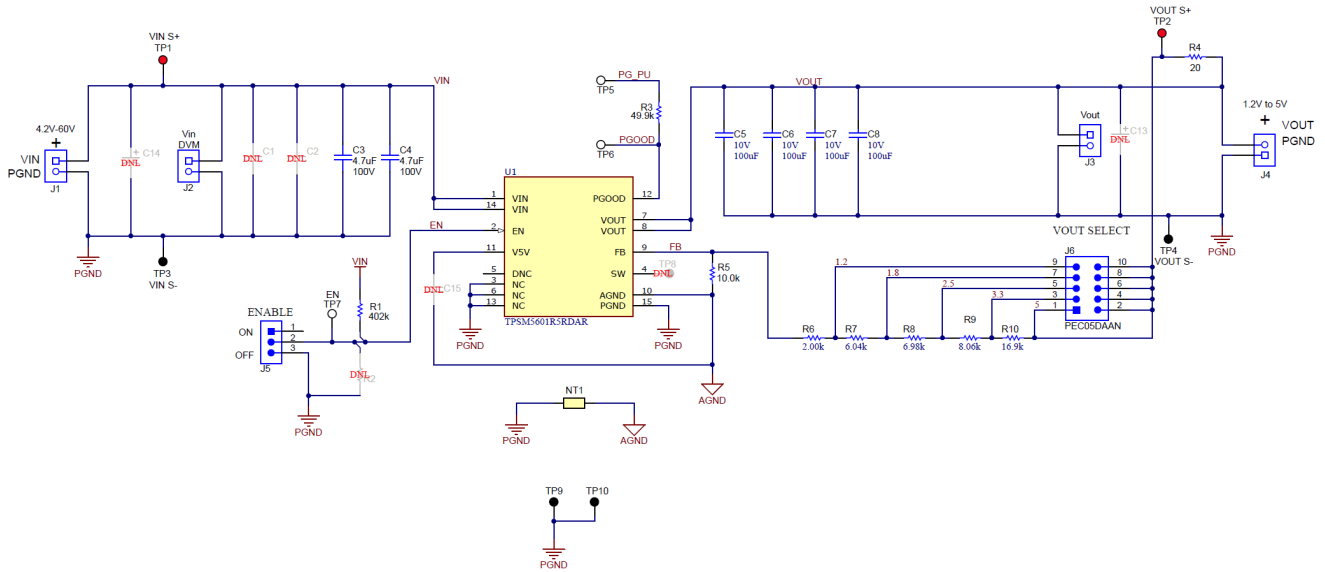 VOUT S+
TP2
VIN S+
TP1
R4
20
VIN
PG_PU
TP5
VOUT
R3
49.9k
4.2V-60V
+
VIN
PGND
J1
+
C14
DNL
Vin
DVM
J2
C1
DNL
C2
DNL
C3
4.7uF
100V
C4
4.7uF
100V
PGOOD
TP6
C5
10V
100uF
C6
10V
100uF
C7
10V
100uF
C8
10V
100uF
Vout
J3
+
C13
DNL
1.2V to 5V
+
VOUT
PGND
J4
U1
1
VIN
14
VIN
2
EN
11
V5V
5
DNC
3
NC
6
NC
13
NC
PGOOD
12
VOUT
7
VOUT
8
FB
9
SW
4
AGND
10
PGND
15
TPSM5601R5RDAR
EN
FB
TP8
DNL
R5
10.0k
C15
DNL
PGND
TP3
VIN S-
VOUT SELECT
TP4
VOUT S-
PGND
J6
9
7
5
3
1
10
8
6
4
2
PEC05DAAN
1.2
1.8
2.5
3.3
5
VIN
R1
402k
EN
TP7
ENABLE
ON
OFF
1
2
3
J5
R2
DNL
PGND
PGND
PGND
R6
2.00k
R7
6.04k
R8
6.98k
R9
8.06k
R10
16.9k
AGND
NT1
PGND
AGND
TP9
TP10
PGND